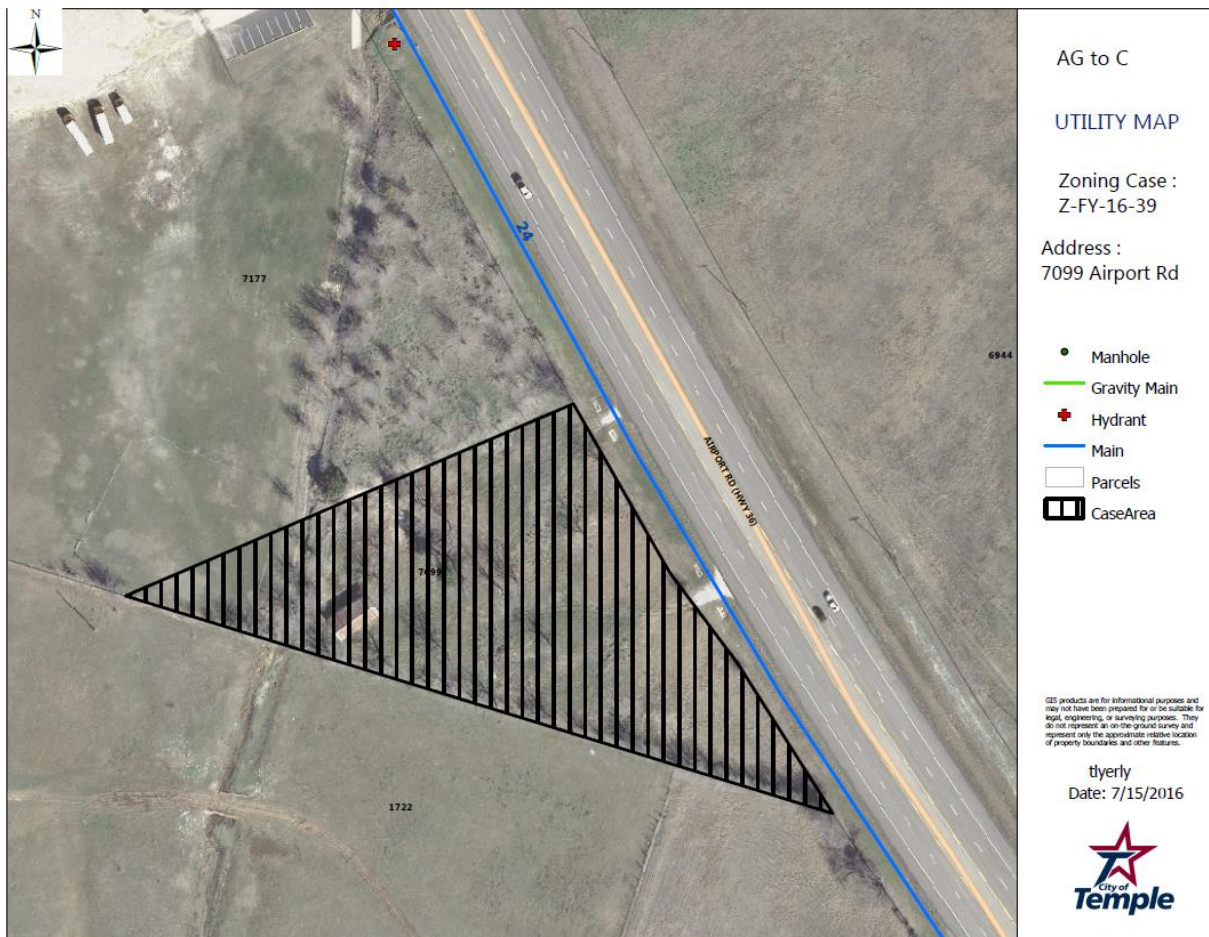 N
24
7177
6944
AIRPORT RD (HWY 36)
7099
1722
AG to C
UTILITY MAP
Zoning Case :
Z-FY-16-39
Address :
7099 Airport Rd
Manhole
Gravity Main
Hydrant
Main
Parcels
CaseArea
GIS products are for informational purposes and
may not have been prepared for or be suitable for
legal, engineering, or surveying purposes. They
do not represent an on-the-ground survey and
represent only the approximate relative location
of property boundaries and other features.
tlyerly
Date: 7/15/2016
City of
Temple